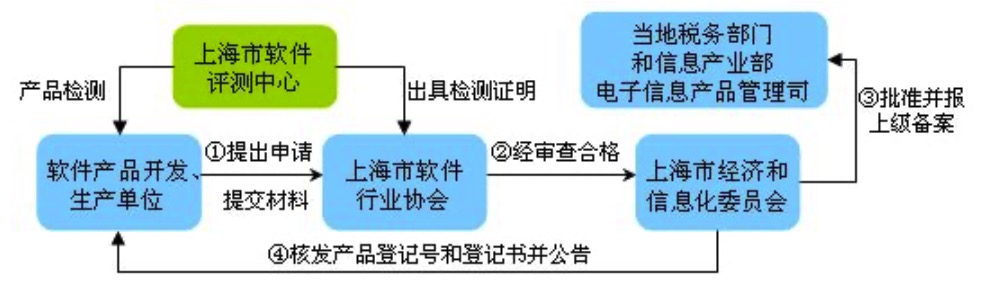 上海市软件
评测中心
当地税务部门
和信息产业部
电子信息产品管理司
产品检测
出具检测证明
③批准并报
上级备案
软件产品开发、
生产单位
①提出申请
提交材料
上海市软件
行业协会
②经审查合格
上海市经济和
信息化委员会
④核发产品登记号和登记书并公告